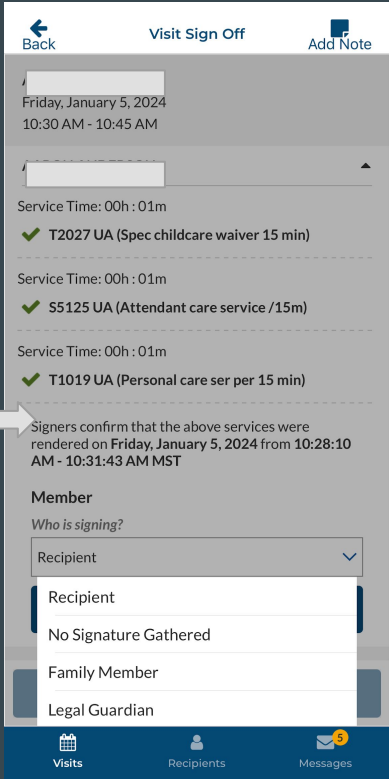 Back
Visit Sign Off
Add Note
Friday, January 5, 2024
10:30 AM - 10:45 AM
Service Time: 00h : 01m
T2027 UA (Spec childcare waiver 15 min)
Service Time: 00h : 01m
S5125 UA (Attendant care service /15m)
Service Time: 00h : 01m
T1019 UA (Personal care ser per 15 min)
Signers confirm that the above services were
rendered on Friday, January 5, 2024 from 10:28:10
AM - 10:31:43 AM MST
Member
Who is signing?
Recipient
Recipient
No Signature Gathered
Family Member
Legal Guardian
Visits
Recipients
5
Messages